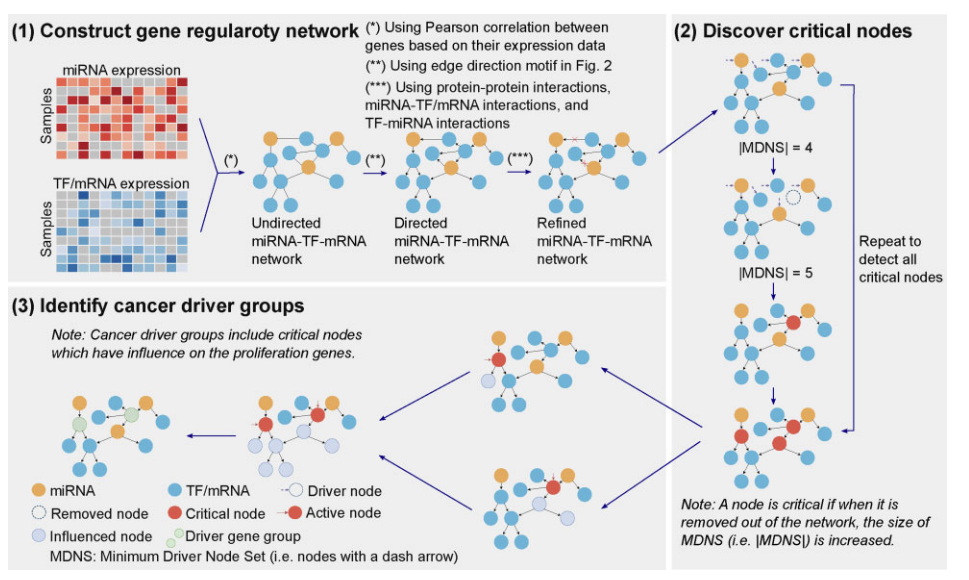 (1) Construct gene regularoty network
(*) Using Pearson correlation between
genes based on their expression data
(**) Using edge direction motif in Fig. 2
(***) Using protein-protein interactions,
miRNA-TF/mRNA interactions, and
TF-miRNA interactions
miRNA expression
Samples
TF/mRNA expression
Samples
(*)
(**)
(***)
Undirected
miRNA-TF-mRNA
network
Directed
miRNA-TF-mRNA
network
Refined
miRNA-TF-mRNA
network
(2) Discover critical nodes
|MDNS| = 4
|MDNS| = 5
Repeat to
detect all
critical nodes
Note: A node is critical if when it is
removed out of the network, the size of
MDNS (i.e. |MDNS|) is increased.
(3) Identify cancer driver groups
Note: Cancer driver groups include critical nodes
which have influence on the proliferation genes.
miRNA
TF/mRNA
Driver node
Removed node
Critical node
Active node
Influenced node
Driver gene group
MDNS: Minimum Driver Node Set (i.e. nodes with a dash arrow)